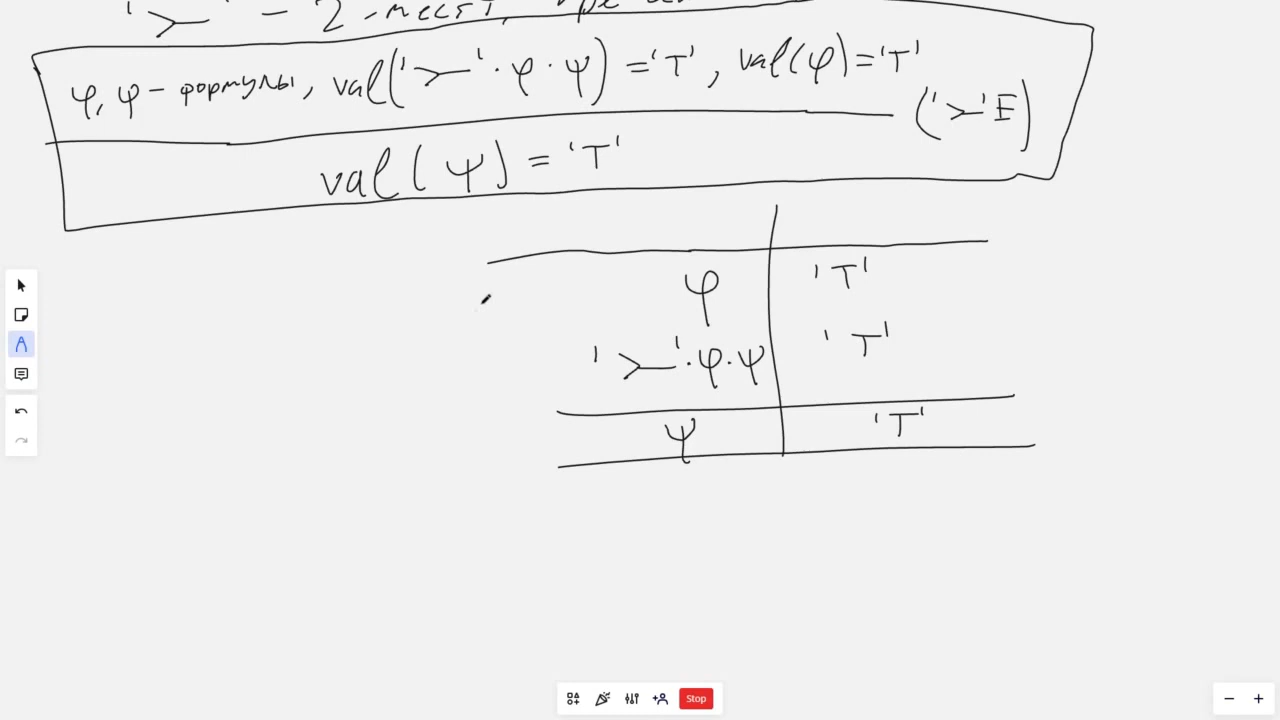 '>—' – 2-мест,
φ, φ – формулы, val('>—'·φ·ψ) = 'T', val(φ) = 'T'
('>—'E)
val(ψ) = 'T'
φ | 'T'
'>—'·φ·ψ | 'T'
ψ | 'T'
Stop